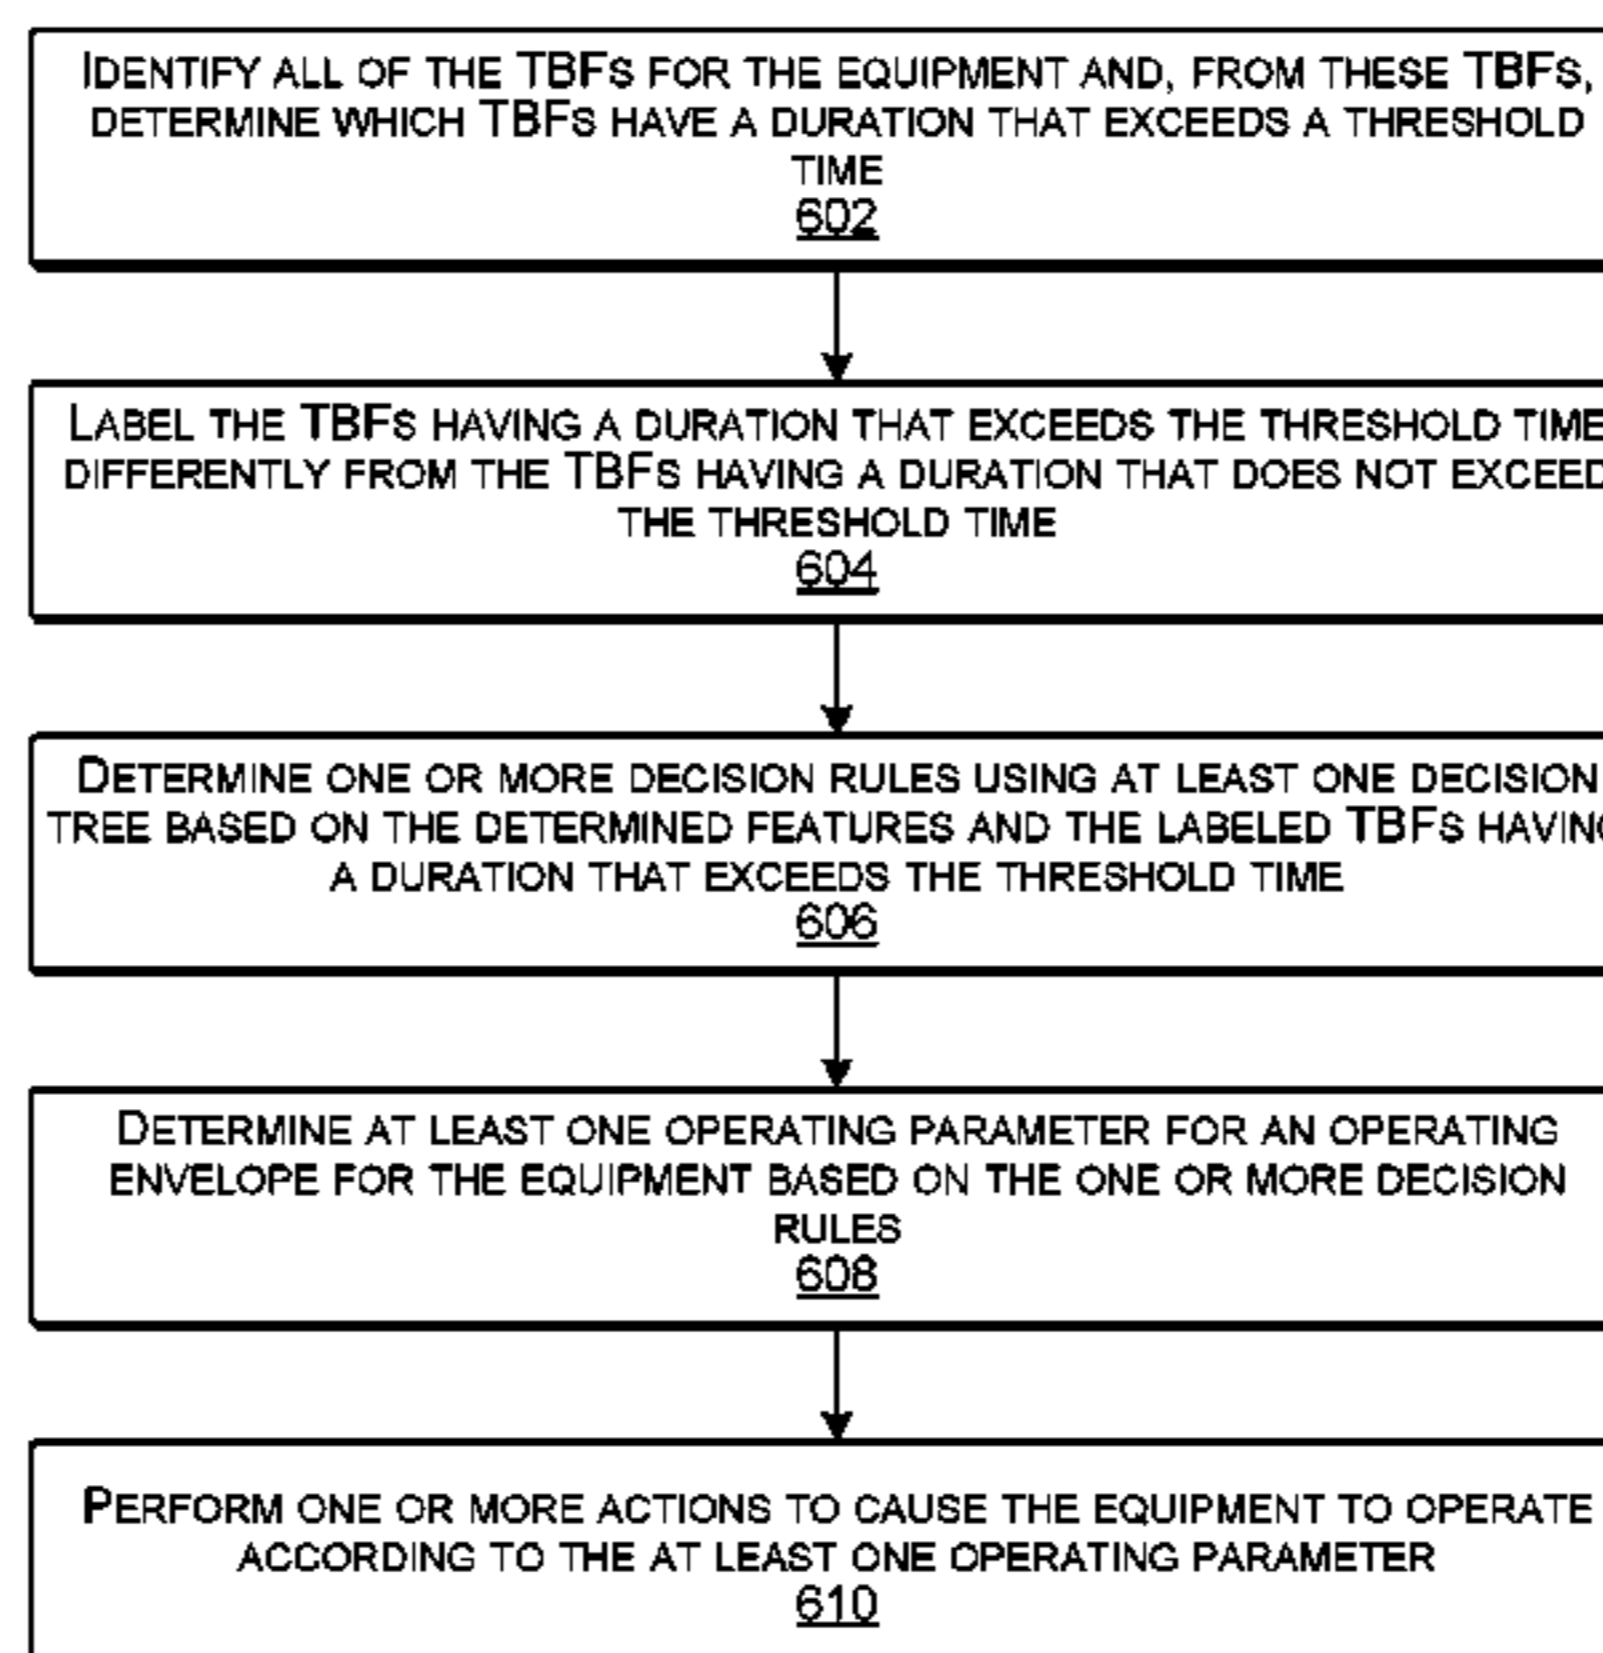 IDENTIFY ALL OF THE TBFS FOR THE EQUIPMENT AND, FROM THESE TBFS,
DETERMINE WHICH TBFS HAVE A DURATION THAT EXCEEDS A THRESHOLD
TIME
602
LABEL THE TBFS HAVING A DURATION THAT EXCEEDS THE THRESHOLD TIME
DIFFERENTLY FROM THE TBFS HAVING A DURATION THAT DOES NOT EXCEED
THE THRESHOLD TIME
604
DETERMINE ONE OR MORE DECISION RULES USING AT LEAST ONE DECISION
TREE BASED ON THE DETERMINED FEATURES AND THE LABELED TBFS HAVING
A DURATION THAT EXCEEDS THE THRESHOLD TIME
606
DETERMINE AT LEAST ONE OPERATING PARAMETER FOR AN OPERATING
ENVELOPE FOR THE EQUIPMENT BASED ON THE ONE OR MORE DECISION
RULES
608
PERFORM ONE OR MORE ACTIONS TO CAUSE THE EQUIPMENT TO OPERATE
ACCORDING TO THE AT LEAST ONE OPERATING PARAMETER
610